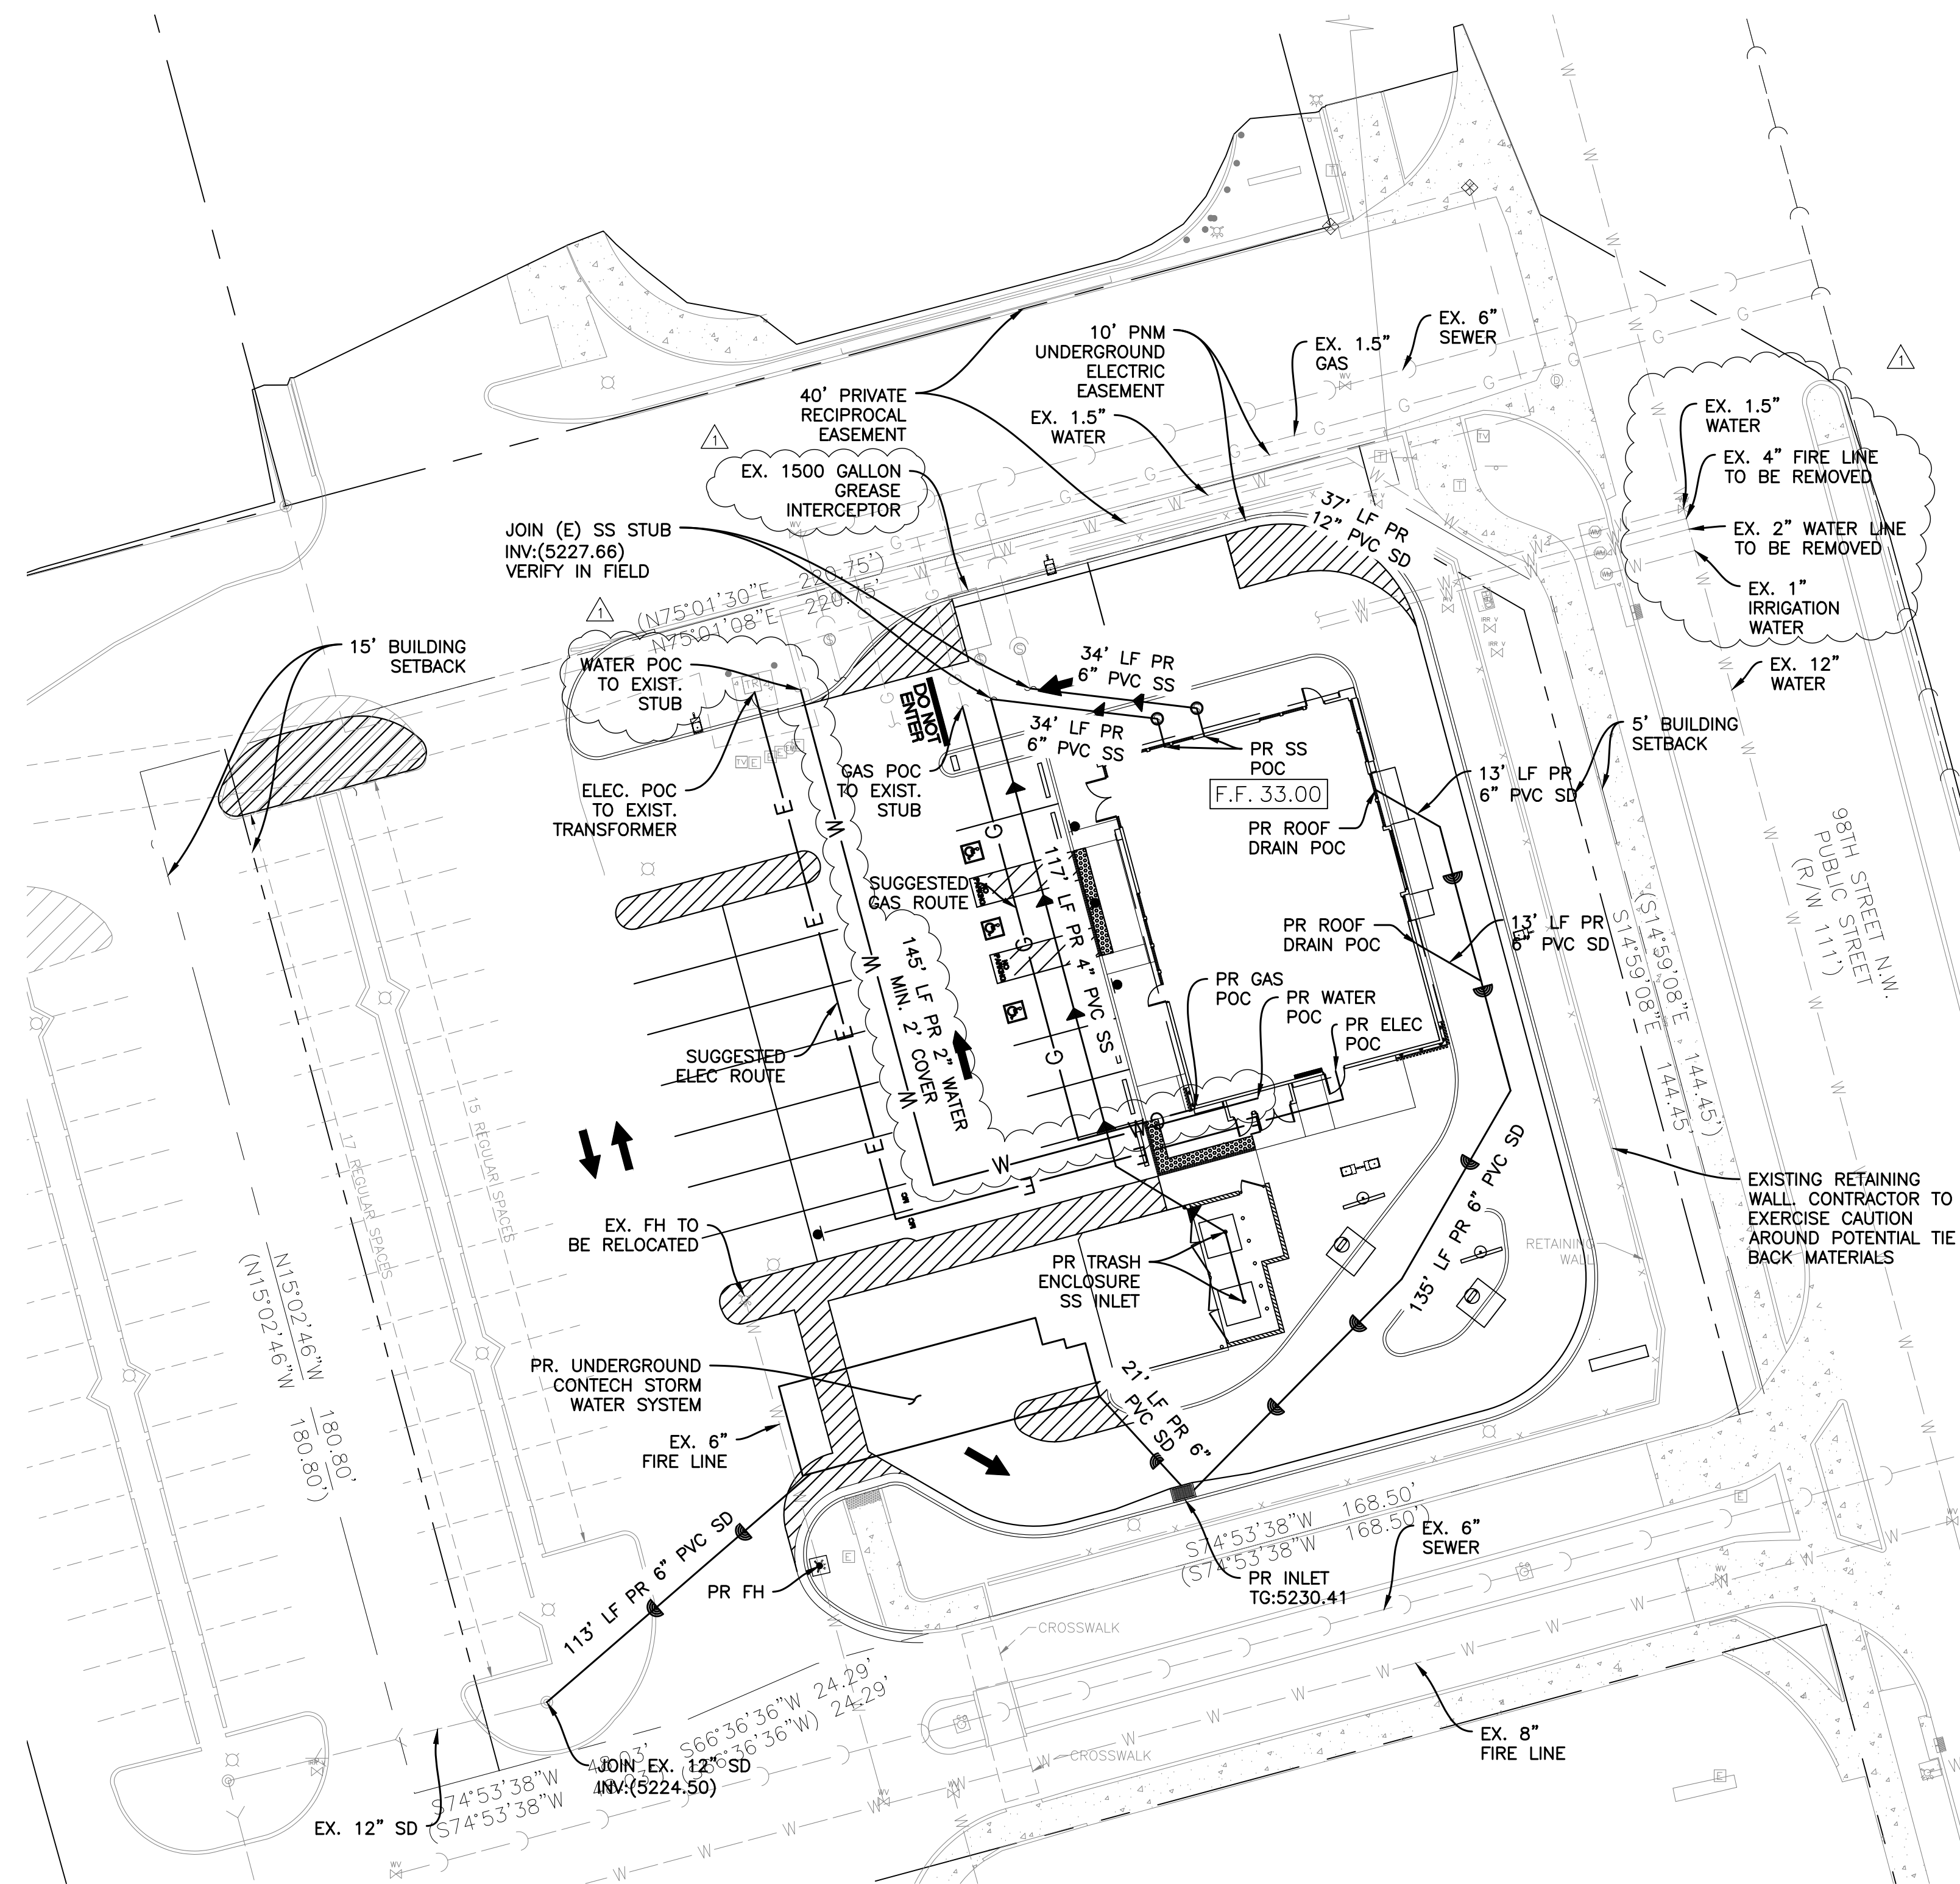 EX. 6"
SEWER
10' PNM
UNDERGROUND
ELECTRIC
EASEMENT
EX. 1.5"
GAS
1
40' PRIVATE
RECIPROCAL
EASEMENT
EX. 1.5"
WATER
EX. 1.5"
WATER
EX. 4" FIRE LINE
TO BE REMOVED
EX. 2" WATER LINE
TO BE REMOVED
EX. 1"
IRRIGATION
WATER
1
EX. 1500 GALLON
GREASE
INTERCEPTOR
37' LF PR
12" PVC SD
JOIN (E) SS STUB
INV:(5227.66)
VERIFY IN FIELD
(N75°01'30"E 220.75')
N75°01'08"E 220.75'
1
15' BUILDING
SETBACK
WATER POC
TO EXIST.
STUB
DO NOT
ENTER
34' LF PR
6" PVC SS
34' LF PR
6" PVC SS
PR SS
POC
F.F. 33.00
EX. 12"
WATER
5' BUILDING
SETBACK
ELEC. POC
TO EXIST.
TRANSFORMER
GAS POC
TO EXIST.
STUB
13' LF PR
6" PVC SD
PR ROOF
DRAIN POC
98TH STREET N.W.
PUBLIC STREET
(R/W 111')
SUGGESTED
GAS ROUTE
NO
PARKING
NO
PARKING
117' LF PR 4" PVC SS
PR ROOF
DRAIN POC
13' LF PR
6" PVC SD
(S14°59'08"E 144.45')
S14°59'08"E 144.45'
145' LF PR 2" WATER
MIN. 2' COVER
PR GAS
POC
PR WATER
POC
PR ELEC
POC
SUGGESTED
ELEC ROUTE
15 REGULAR SPACES
17 REGULAR SPACES
135' LF PR 6" PVC SD
EXISTING RETAINING
WALL. CONTRACTOR TO
EXERCISE CAUTION
AROUND POTENTIAL TIE
BACK MATERIALS
RETAINING
WALL
EX. FH TO
BE RELOCATED
PR TRASH
ENCLOSURE
SS INLET
N15°02'46"W 180.80'
(N15°02'46"W 180.80')
PR. UNDERGROUND
CONTECH STORM
WATER SYSTEM
21' LF PR 6"
PVC SD
EX. 6"
FIRE LINE
S74°53'38"W 168.50'
(S74°53'38"W 168.50')
EX. 6"
SEWER
113' LF PR 6" PVC SD
PR FH
PR INLET
TG:5230.41
CROSSWALK
S66°36'36"W 24.29'
(S66°36'36"W) 24.29'
CROSSWALK
EX. 8"
FIRE LINE
JOIN EX. 12" SD
INV:(5224.50)
S74°53'38"W 48.03'
(S74°53'38"W 48.03')
EX. 12" SD